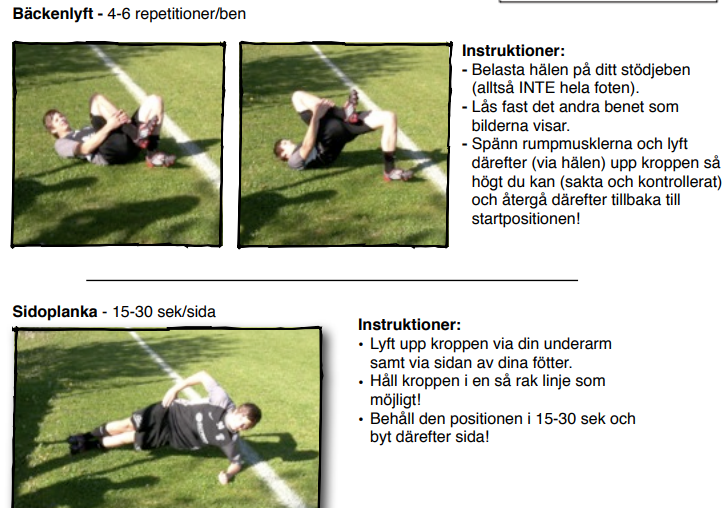 Bäckenlyft - 4-6 repetitioner/ben
Instruktioner:
- Belasta hälen på ditt stödjeben
(alltså INTE hela foten).
- Lås fast det andra benet som
bilderna visar.
- Spänn rumpmusklerna och lyft
därefter (via hälen) upp kroppen så
högt du kan (sakta och kontrollerat)
och återgå därefter tillbaka till
startpositionen!
Sidoplanka - 15-30 sek/sida
Instruktioner:
• Lyft upp kroppen via din underarm
samt via sidan av dina fötter.
• Håll kroppen i en så rak linje som
möjligt!
• Behåll den positionen i 15-30 sek och
byt därefter sida!